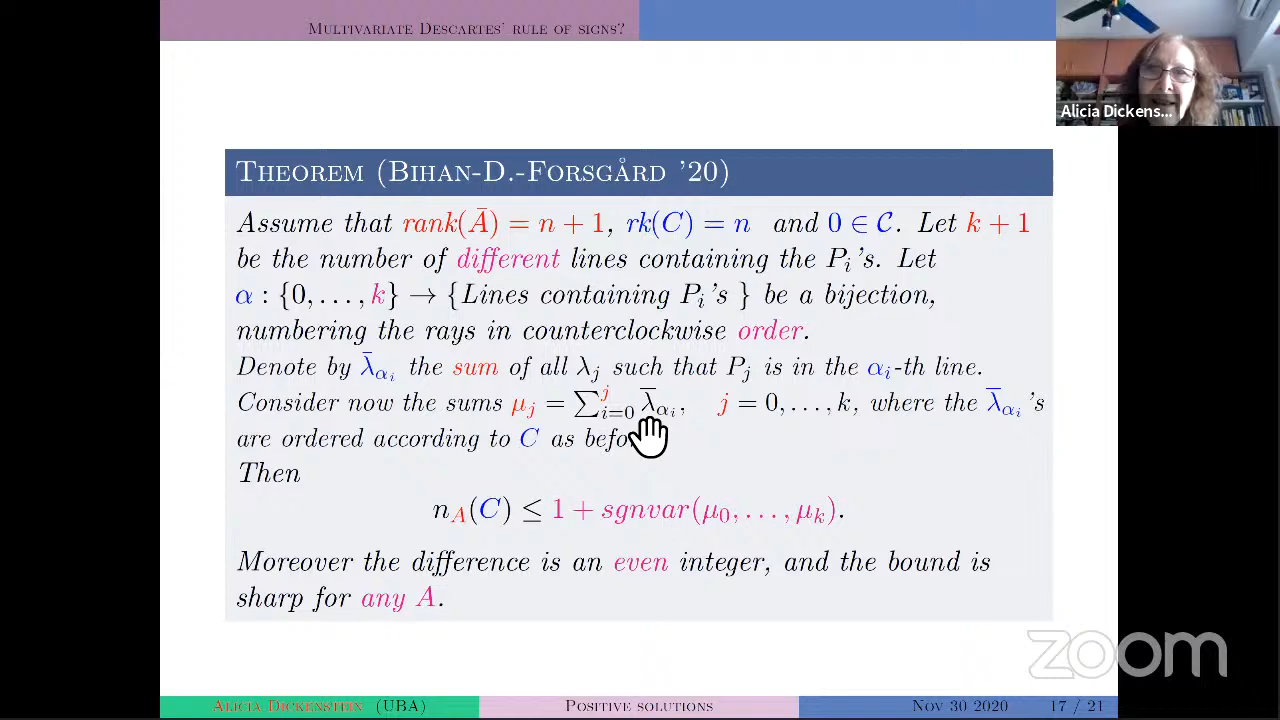 Multivariate Descartes' rule of signs?
Alicia Dickens...
Theorem (Bihan-D.-Forsgård '20)
Assume that rank(Ā) = n + 1, rk(C) = n and 0 ∈ 𝒞. Let k + 1
be the number of different lines containing the Pᵢ's. Let
α : {0, . . . , k} → {Lines containing Pᵢ's } be a bijection,
numbering the rays in counterclockwise order.
Denote by λ̄_{αᵢ} the sum of all λⱼ such that Pⱼ is in the αᵢ-th line.
Consider now the sums μⱼ = ∑_{i=0}^{j} λ̄_{αᵢ}, j = 0, . . . , k, where the λ̄_{αᵢ}'s
are ordered according to C as befo
Then
n_A(C) ≤ 1 + sgnvar(μ₀, . . . , μₖ).
Moreover the difference is an even integer, and the bound is
sharp for any A.
zoom
Alicia Dickenstein (UBA) Positive solutions Nov 30 2020 17 / 21